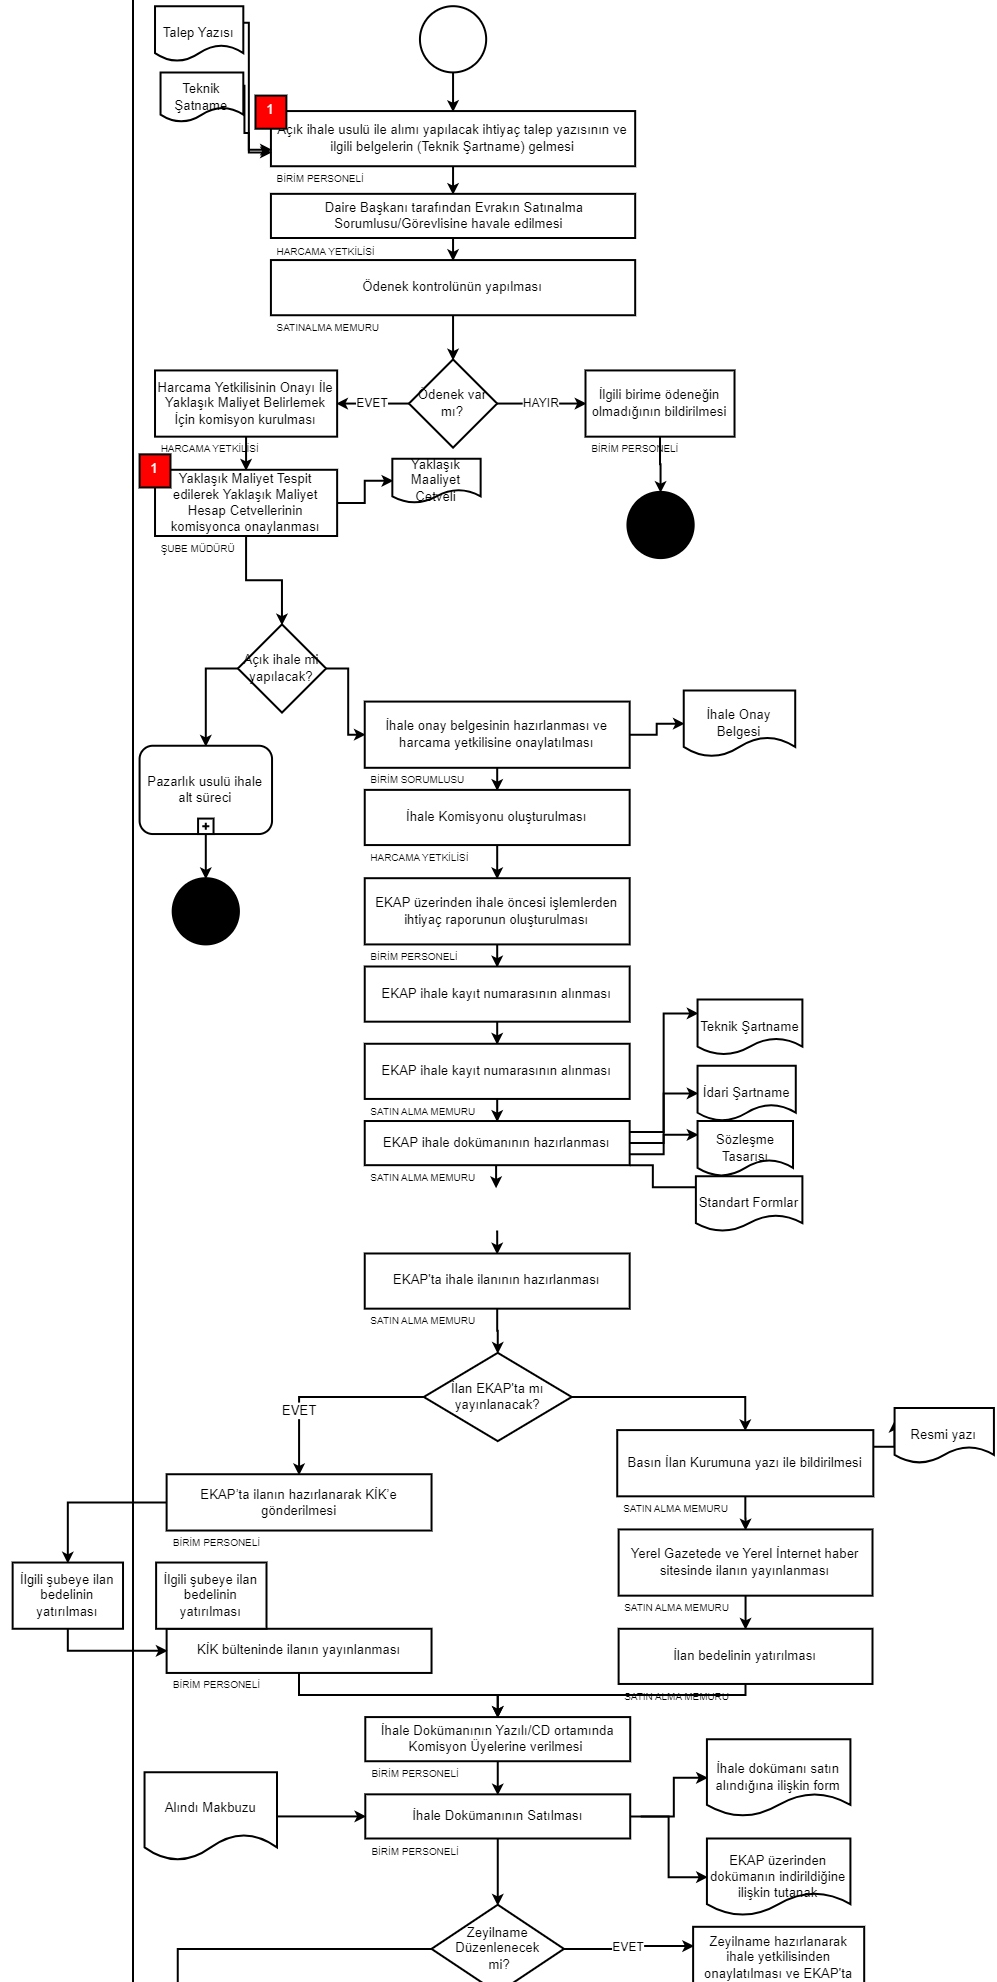 Talep Yazısı
Teknik
Şatname
1
Açık ihale usulü ile alımı yapılacak ihtiyaç talep yazısının ve
ilgili belgelerin (Teknik Şartname) gelmesi
BİRİM PERSONELİ
Daire Başkanı tarafından Evrakın Satınalma
Sorumlusu/Görevlisine havale edilmesi
HARCAMA YETKİLİSİ
Ödenek kontrolünün yapılması
SATINALMA MEMURU
Harcama Yetkilisinin Onayı İle
Yaklaşık Maliyet Belirlemek
İçin komisyon kurulması
EVET
Ödenek var
mı?
HAYIR
İlgili birime ödeneğin
olmadığının bildirilmesi
HARCAMA YETKİLİSİ
BİRİM PERSONELİ
1
Yaklaşık Maliyet Tespit
edilerek Yaklaşık Maliyet
Hesap Cetvellerinin
komisyonca onaylanması
Yaklaşık
Maaliyet
Cetveli
ŞUBE MÜDÜRÜ
Açık ihale mi
yapılacak?
İhale onay belgesinin hazırlanması ve
harcama yetkilisine onaylatılması
İhale Onay
Belgesi
BİRİM SORUMLUSU
Pazarlık usulü ihale
alt süreci
İhale Komisyonu oluşturulması
HARCAMA YETKİLİSİ
EKAP üzerinden ihale öncesi işlemlerden
ihtiyaç raporunun oluşturulması
BİRİM PERSONELİ
EKAP ihale kayıt numarasının alınması
Teknik Şartname
EKAP ihale kayıt numarasının alınması
İdari Şartname
SATIN ALMA MEMURU
EKAP ihale dokümanının hazırlanması
Sözleşme
Tasarısı
SATIN ALMA MEMURU
Standart Formlar
EKAP'ta ihale ilanının hazırlanması
SATIN ALMA MEMURU
İlan EKAP'ta mı
yayınlanacak?
EVET
Basın İlan Kurumuna yazı ile bildirilmesi
Resmi yazı
SATIN ALMA MEMURU
EKAP'ta ilanın hazırlanarak KİK'e
gönderilmesi
BİRİM PERSONELİ
Yerel Gazetede ve Yerel İnternet haber
sitesinde ilanın yayınlanması
SATIN ALMA MEMURU
İlgili şubeye ilan
bedelinin
yatırılması
İlgili şubeye ilan
bedelinin
yatırılması
KİK bülteninde ilanın yayınlanması
BİRİM PERSONELİ
İlan bedelinin yatırılması
SATIN ALMA MEMURU
İhale Dokümanının Yazılı/CD ortamında
Komisyon Üyelerine verilmesi
BİRİM PERSONELİ
Alındı Makbuzu
İhale Dokümanının Satılması
BİRİM PERSONELİ
İhale dokümanı satın
alındığına ilişkin form
EKAP üzerinden
dokümanın indirildiğine
ilişkin tutanak
Zeyilname
Düzenlenecek
mi?
EVET
Zeyilname hazırlanarak
ihale yetkilisinden
onaylatılması ve EKAP'ta